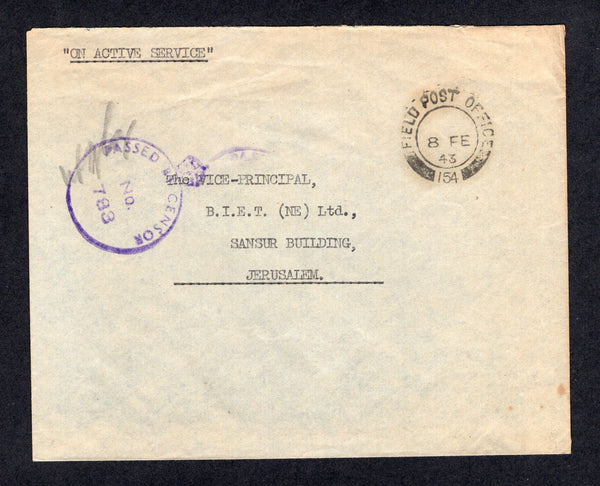 "ON ACTIVE SERVICE"
FIELD POST OFFICE
8 FE
43
154
PASSED BY CENSOR
No.
783
The VICE-PRINCIPAL,
B.I.E.T. (NE) Ltd.,
SANSUR BUILDING,
JERUSALEM.